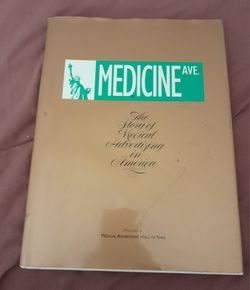 MEDICINE AVE.
The
Story of
Medical
Advertising
in
America
MEDICAL ADVERTISING HALL OF FAME